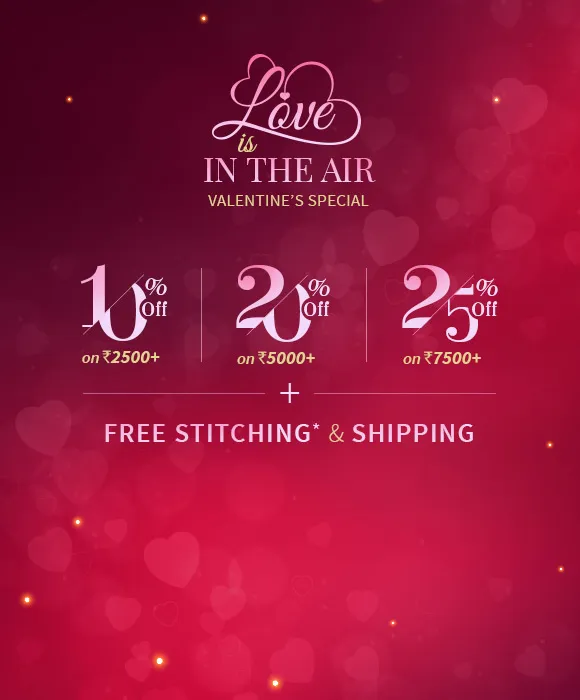 Love
is
IN THE AIR
VALENTINE'S SPECIAL
10% Off
on ₹2500+
20% Off
on ₹5000+
25% Off
on ₹7500+
+
FREE STITCHING* & SHIPPING